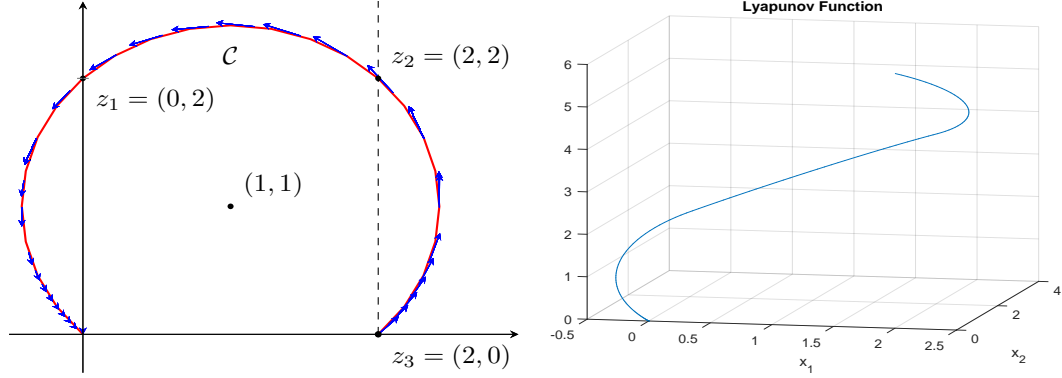 𝒞
z₂ = (2, 2)
z₁ = (0, 2)
(1, 1)
z₃ = (2, 0)
Lyapunov Function
6
5
4
3
2
1
0
-0.5
0
0.5
1
1.5
2
2.5
x₁
0
2
4
x₂